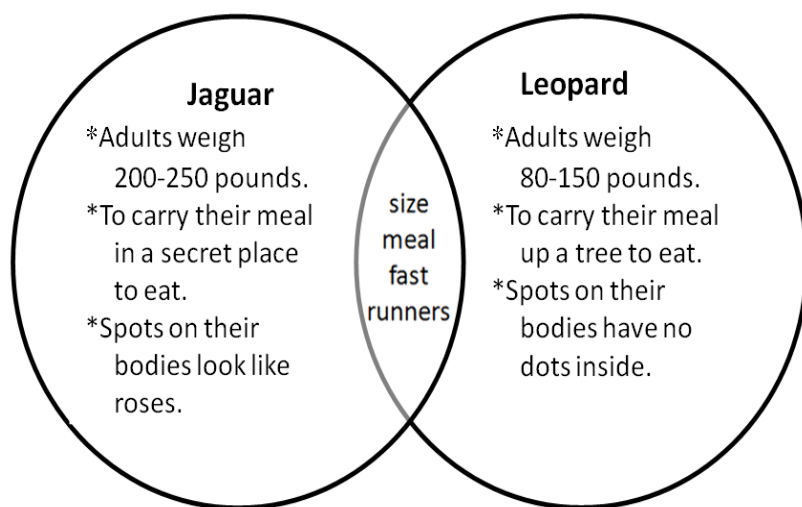 Jaguar
*Adults weigh
200-250 pounds.
*To carry their meal
in a secret place
to eat.
*Spots on their
bodies look like
roses.
size
meal
fast
runners
Leopard
*Adults weigh
80-150 pounds.
*To carry their meal
up a tree to eat.
*Spots on their
bodies have no
dots inside.